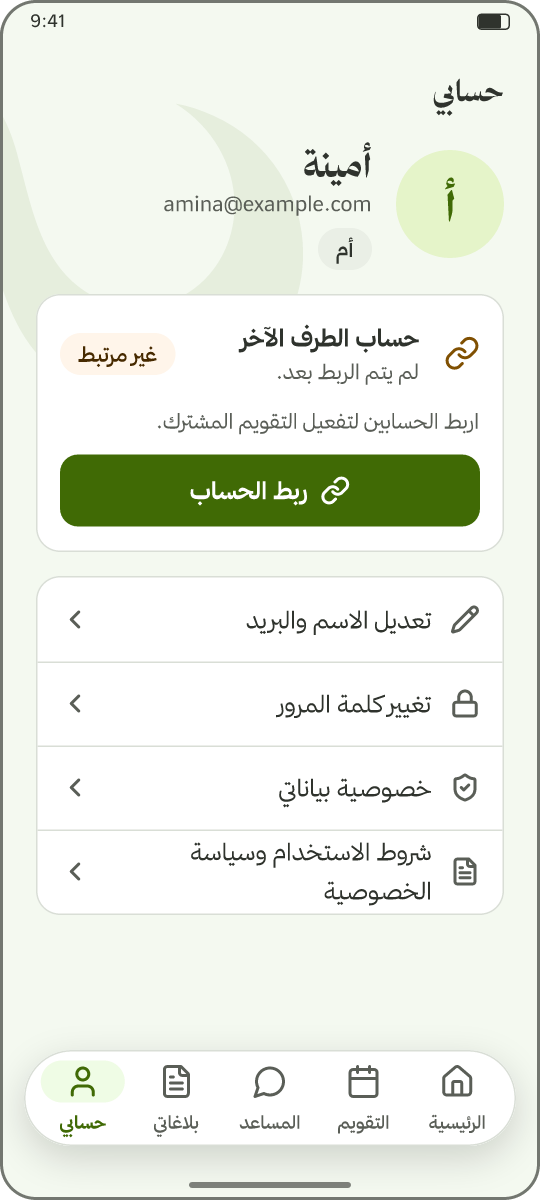 9:41
حسابي
أ
أمينة
amina@example.com
أم
حساب الطرف الآخر
غير مرتبط
لم يتم الربط بعد.
اربط الحسابين لتفعيل التقويم المشترك.
ربط الحساب
تعديل الاسم والبريد
تغيير كلمة المرور
خصوصية بياناتي
شروط الاستخدام وسياسة
الخصوصية
الرئيسية
التقويم
المساعد
بلاغاتي
حسابي